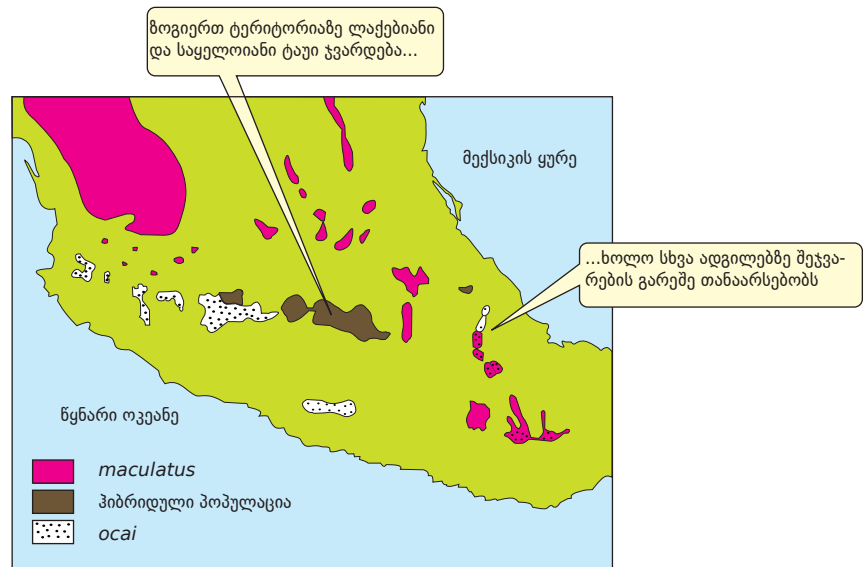 ზოგიერთ ტერიტორიაზე ლაქებიანი
და საყელოიანი ტაუი ჯვარდება...
მექსიკის ყურე
...ხოლო სხვა ადგილებზე შეჯვა-
რების გარეშე თანაარსებობს
წყნარი ოკეანე
maculatus
ჰიბრიდული პოპულაცია
ocai